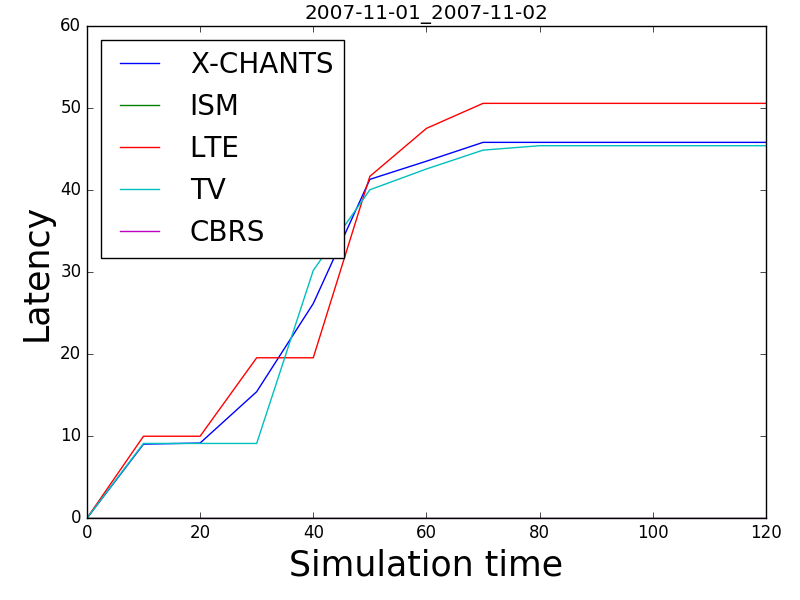 2007-11-01_2007-11-02
60
50
40
30
20
10
0
Latency
X-CHANTS
ISM
LTE
TV
CBRS
0 20 40 60 80 100 120
Simulation time